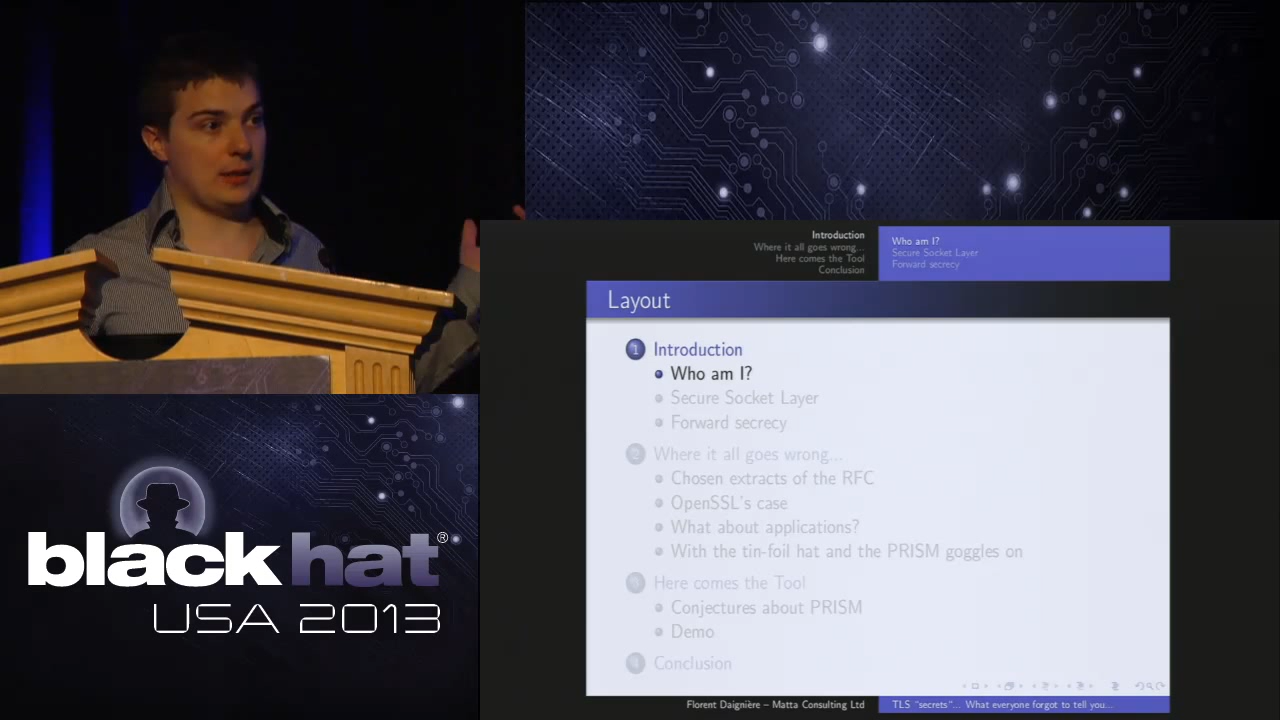 Introduction
Where it all goes wrong...
Here comes the Tool
Conclusion
Who am I?
Secure Socket Layer
Forward secrecy
Layout
1 Introduction
Who am I?
Secure Socket Layer
Forward secrecy
2 Where it all goes wrong...
Chosen extracts of the RFC
OpenSSL's case
What about applications?
With the tin-foil hat and the PRISM goggles on
3 Here comes the Tool
Conjectures about PRISM
Demo
4 Conclusion
Florent Daignière – Matta Consulting Ltd
TLS "secrets"... What everyone forgot to tell you...
blackhat®
USA 2013